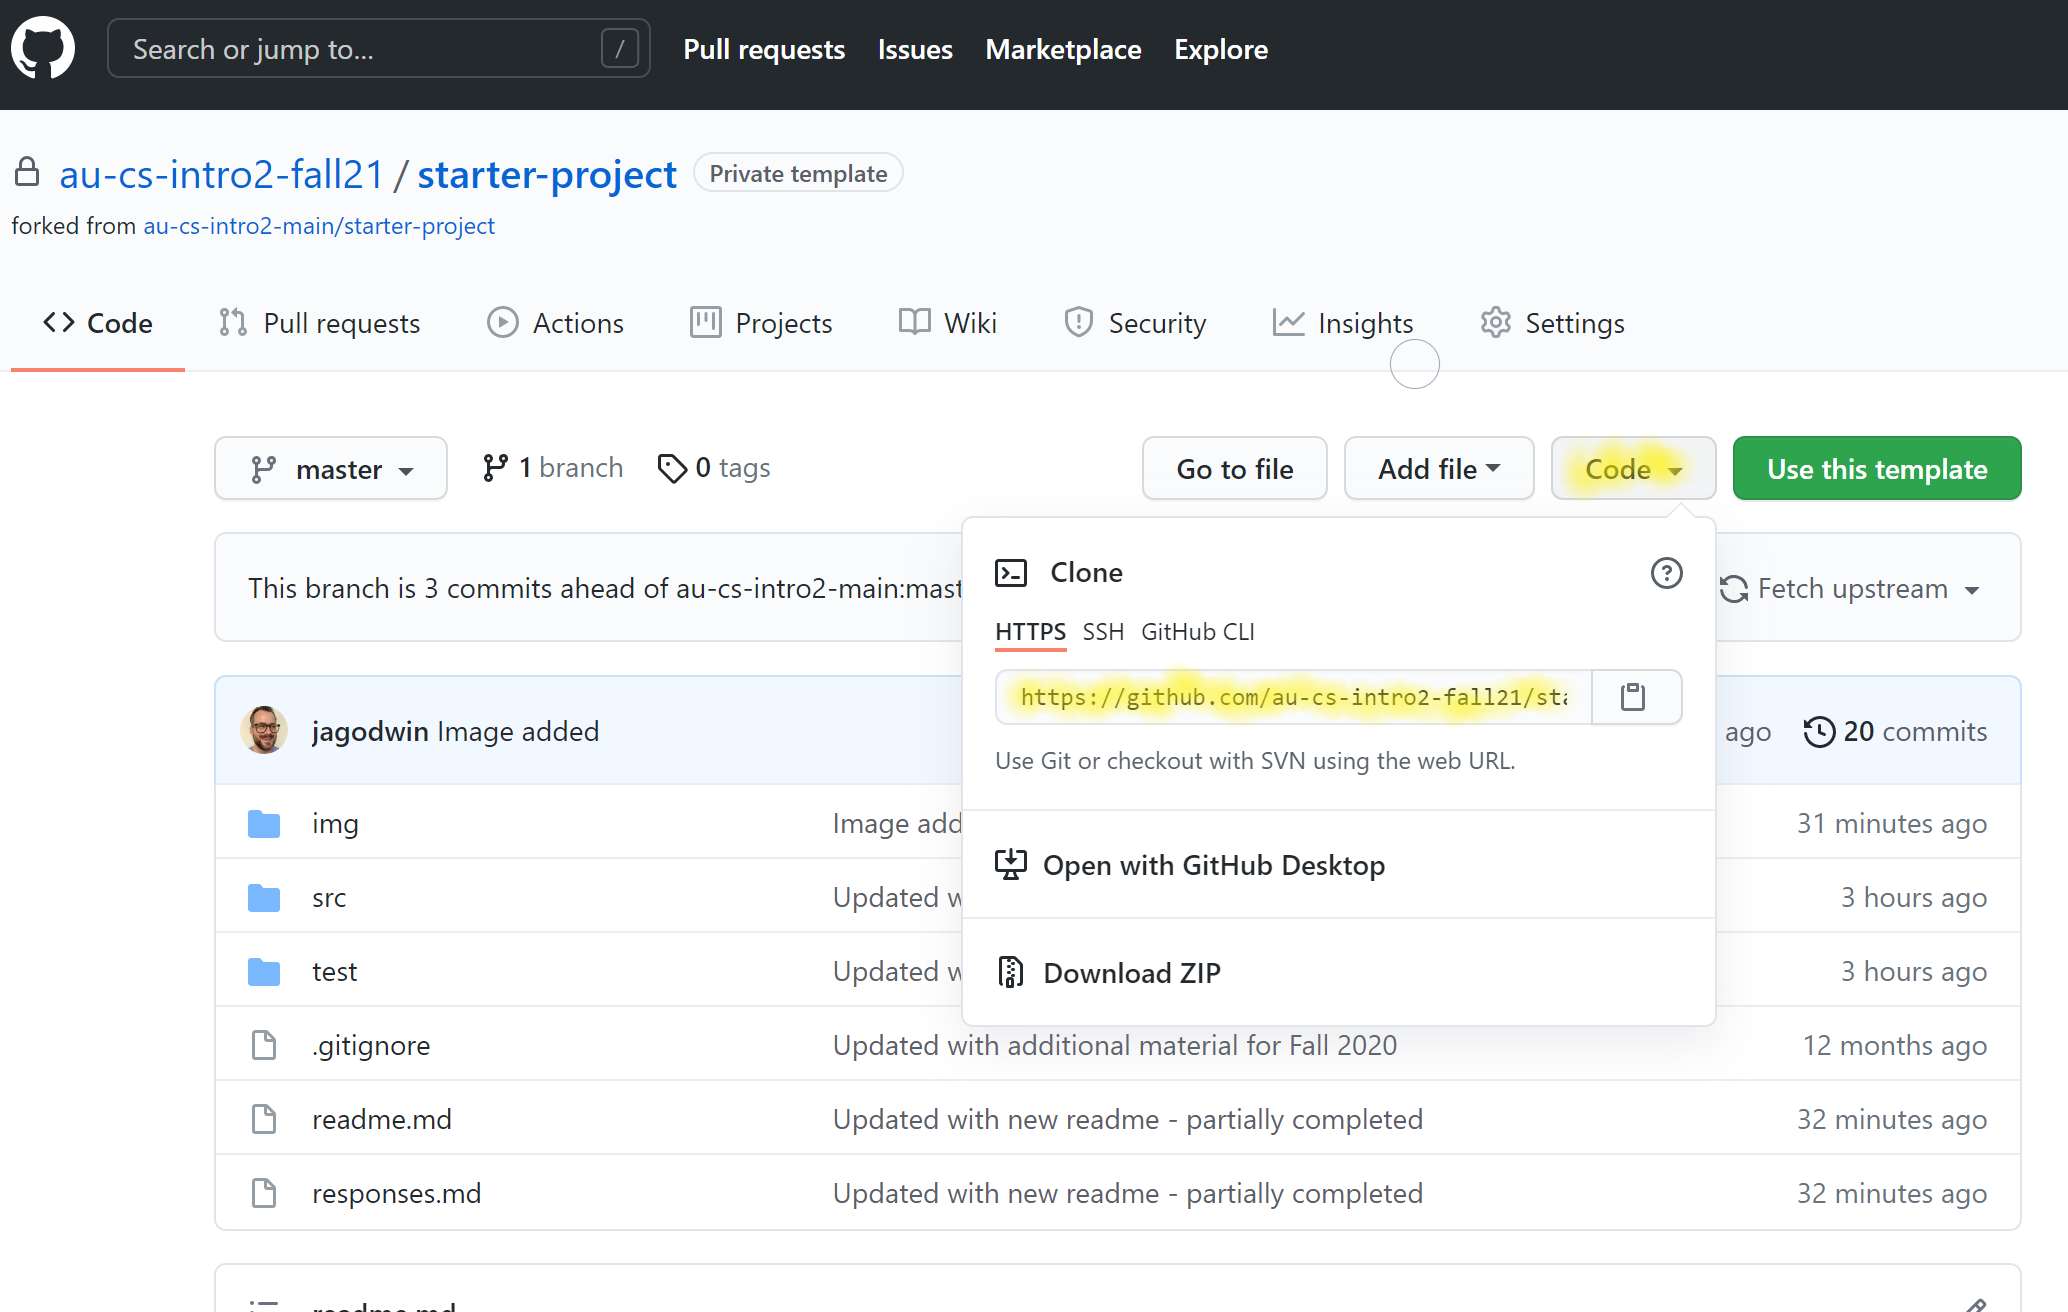 Search or jump to... /
Pull requests Issues Marketplace Explore
au-cs-intro2-fall21 / starter-project Private template
forked from au-cs-intro2-main/starter-project
Code Pull requests Actions Projects Wiki Security Insights Settings
master 1 branch 0 tags Go to file Add file Code Use this template
This branch is 3 commits ahead of au-cs-intro2-main:mast Fetch upstream
Clone
HTTPS SSH GitHub CLI
https://github.com/au-cs-intro2-fall21/sta
Use Git or checkout with SVN using the web URL.
Open with GitHub Desktop
Download ZIP
jagodwin Image added ago 20 commits
img Image add 31 minutes ago
src Updated w 3 hours ago
test Updated w 3 hours ago
.gitignore Updated with additional material for Fall 2020 12 months ago
readme.md Updated with new readme - partially completed 32 minutes ago
responses.md Updated with new readme - partially completed 32 minutes ago
readme.md